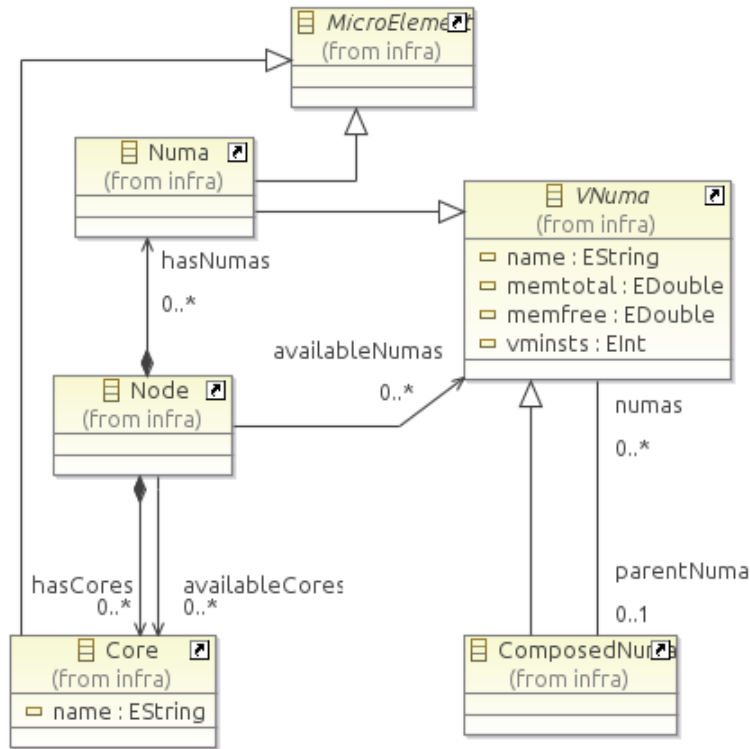 MicroElement
(from infra)
Numa
(from infra)
VNuma
(from infra)
name : EString
memtotal : EDouble
memfree : EDouble
vminsts : EInt
hasNumas
0..*
availableNumas
0..*
Node
(from infra)
numas
0..*
hasCores
0..*
availableCores
0..*
parentNuma
0..1
Core
(from infra)
name : EString
ComposedNuma
(from infra)